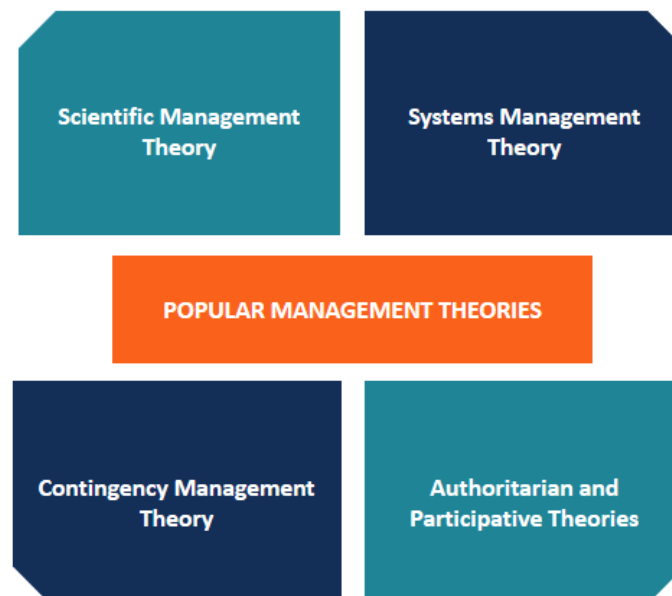 Scientific Management
Theory
Systems Management
Theory
POPULAR MANAGEMENT THEORIES
Contingency Management
Theory
Authoritarian and
Participative Theories